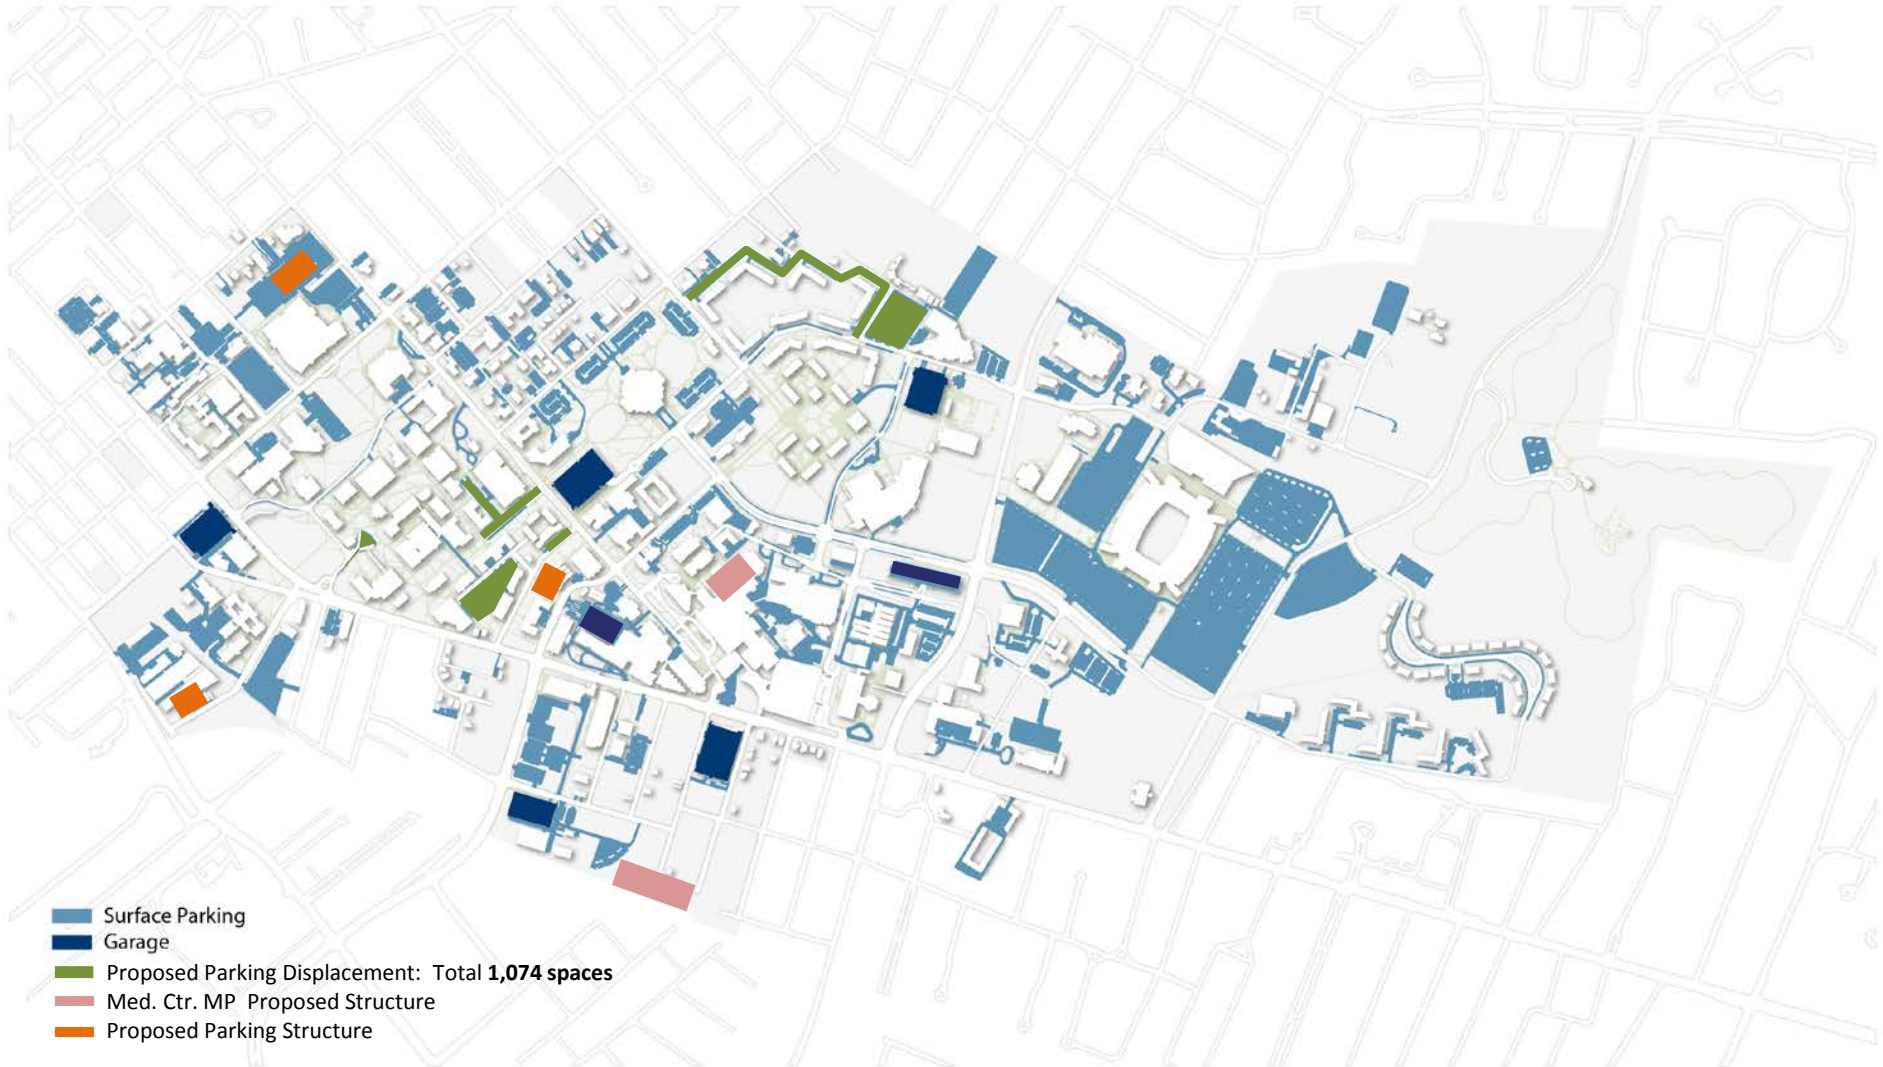 Surface Parking
Garage
Proposed Parking Displacement: Total 1,074 spaces
Med. Ctr. MP Proposed Structure
Proposed Parking Structure